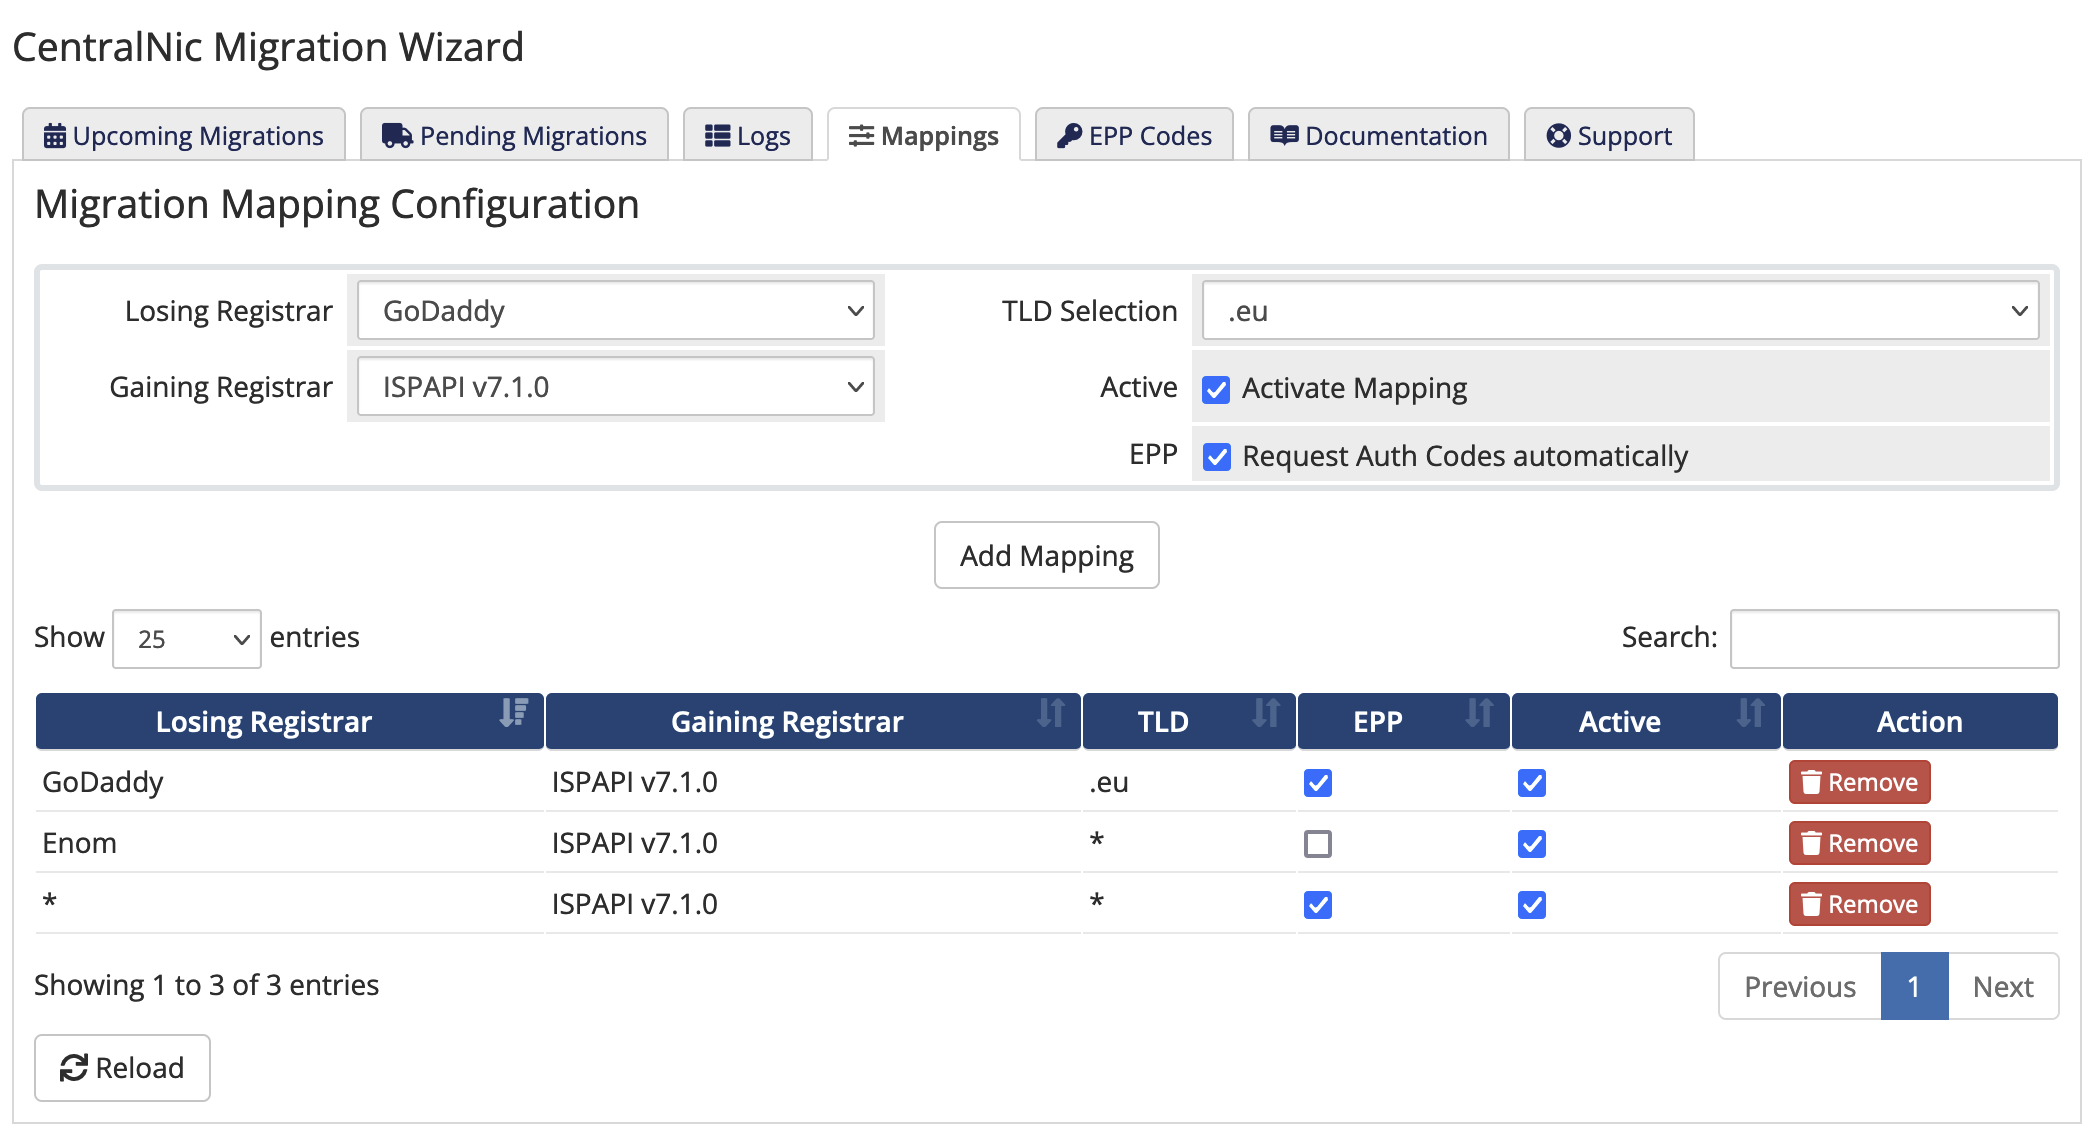 CentralNic Migration Wizard
Upcoming Migrations Pending Migrations Logs Mappings EPP Codes Documentation Support
Migration Mapping Configuration
Losing Registrar GoDaddy TLD Selection .eu
Gaining Registrar ISPAPI v7.1.0 Active Activate Mapping
EPP Request Auth Codes automatically
Add Mapping
Show 25 entries Search:
Losing Registrar Gaining Registrar TLD EPP Active Action
GoDaddy ISPAPI v7.1.0 .eu Remove
Enom ISPAPI v7.1.0 * Remove
* ISPAPI v7.1.0 * Remove
Showing 1 to 3 of 3 entries Previous 1 Next
Reload